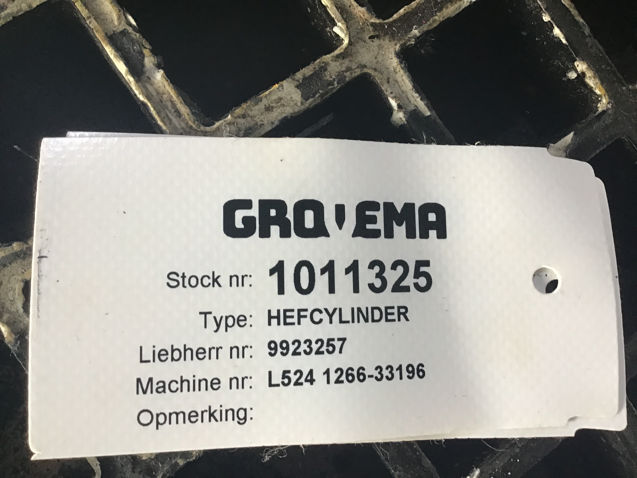 GROVEMA
Stock nr: 1011325
Type: HEFCYLINDER
Liebherr nr: 9923257
Machine nr: L524 1266-33196
Opmerking: